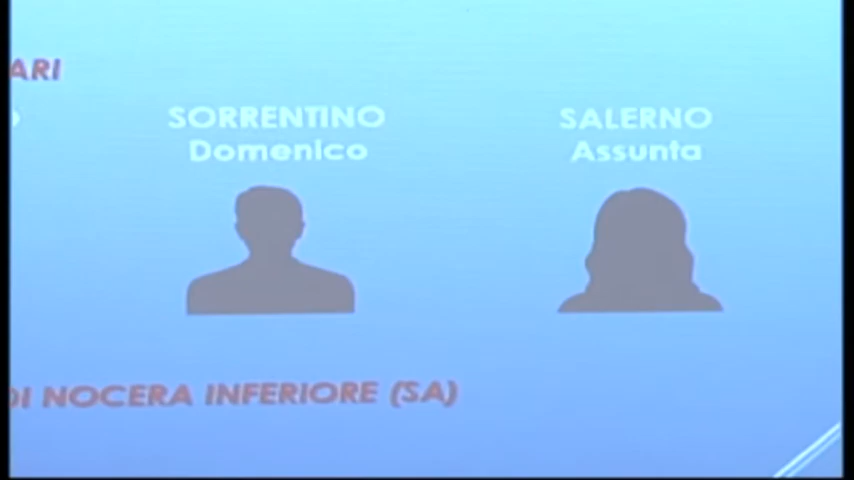 ARI
SORRENTINO
Domenico
SALERNO
Assunta
DI NOCERA INFERIORE (SA)